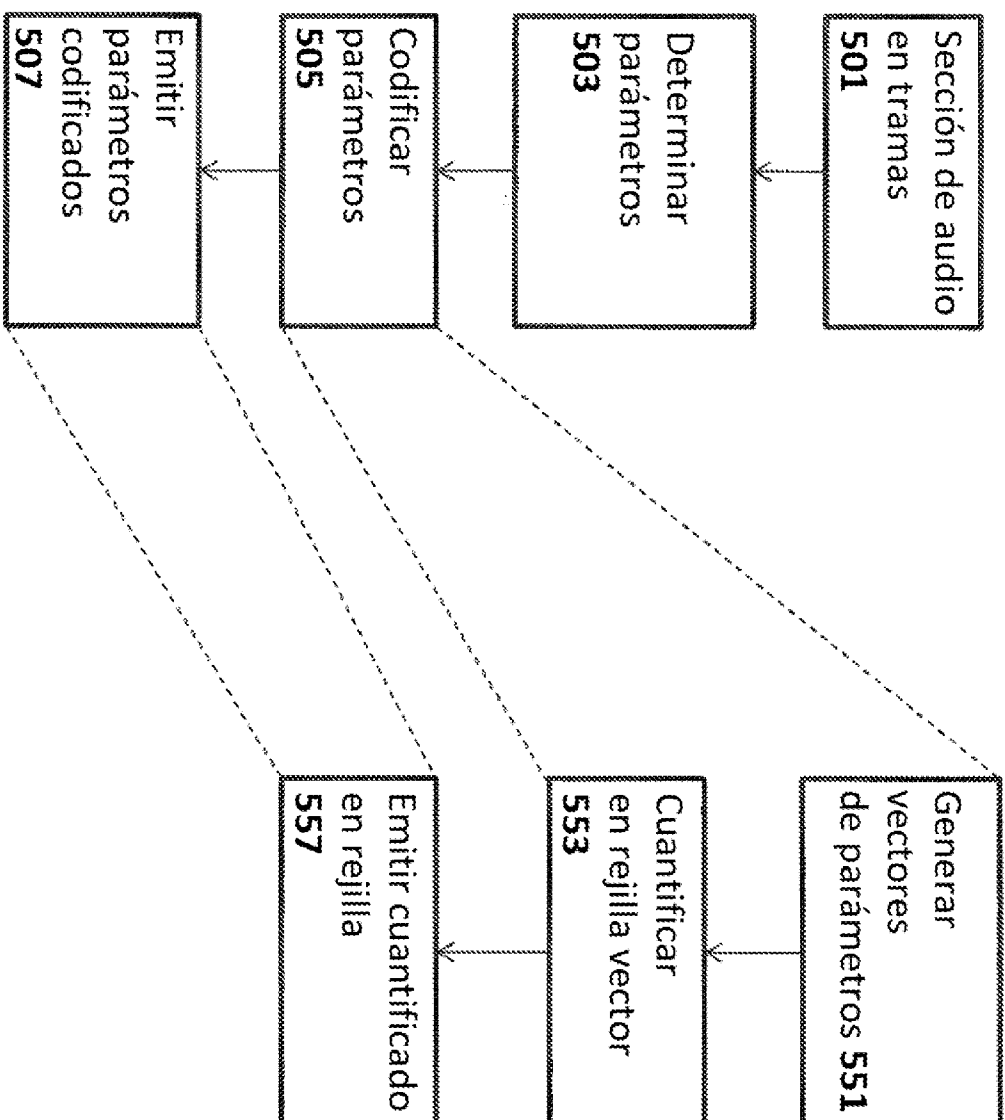 Sección de audio
en tramas
501
Determinar
parámetros
503
Codificar
parámetros
505
Emitir
parámetros
codificados
507
Generar
vectores
de parámetros 551
Cuantificar
en rejilla vector
553
Emitir cuantificado
en rejilla
557